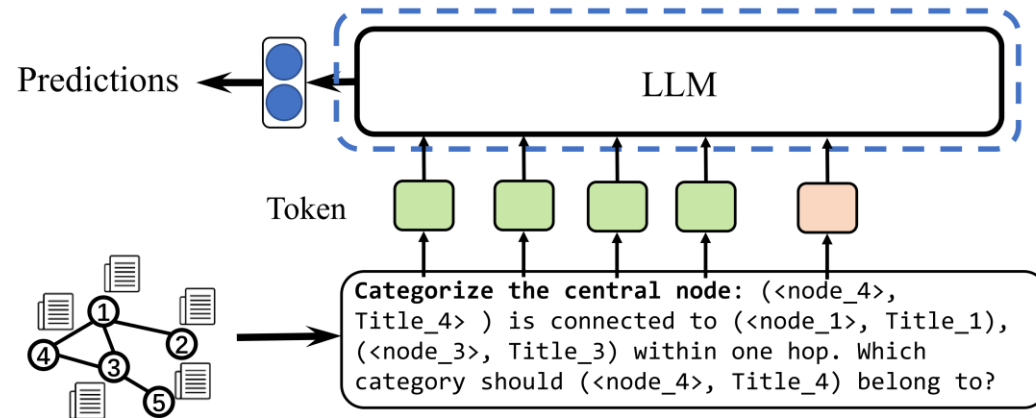 Predictions
LLM
Token
1
2
4
3
5
Categorize the central node: (<node_4>,
Title_4> ) is connected to (<node_1>, Title_1),
(<node_3>, Title_3) within one hop. Which
category should (<node_4>, Title_4) belong to?